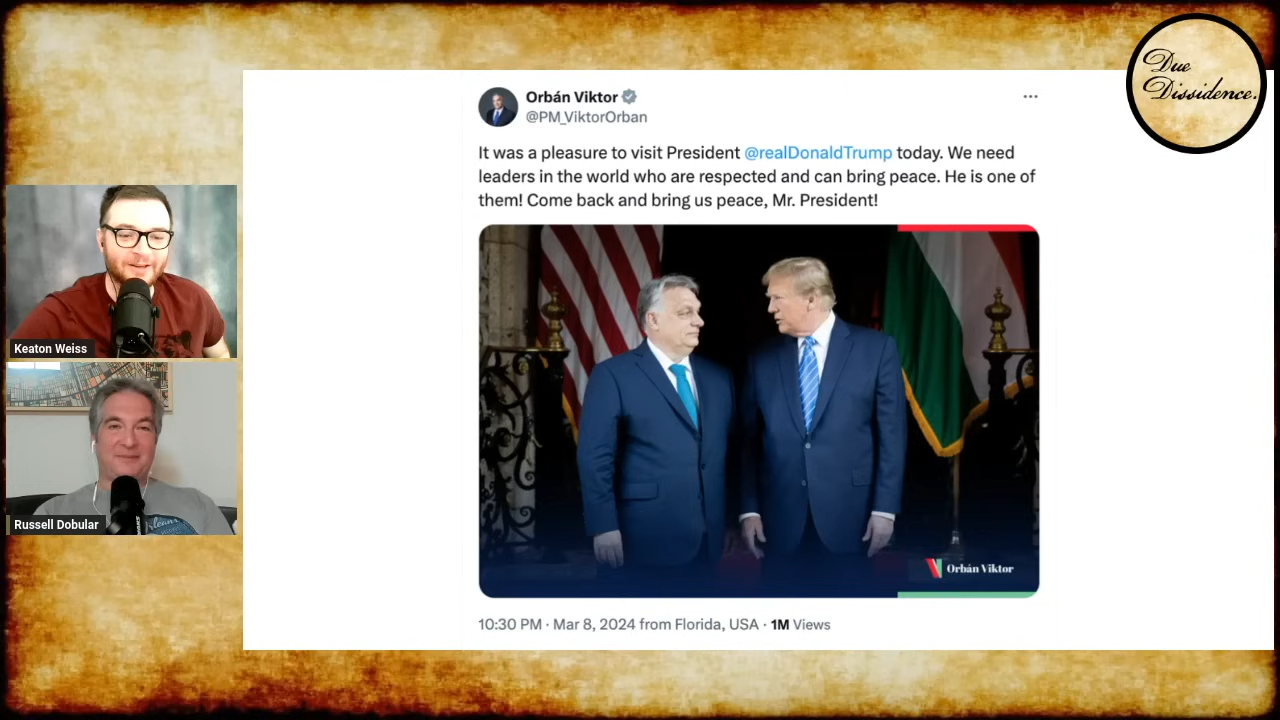 Due
Dissidence.
Orbán Viktor
@PM_ViktorOrban
It was a pleasure to visit President @realDonaldTrump today. We need
leaders in the world who are respected and can bring peace. He is one of
them! Come back and bring us peace, Mr. President!
Orbán Viktor
10:30 PM · Mar 8, 2024 from Florida, USA · 1M Views
Keaton Weiss
Russell Dobular